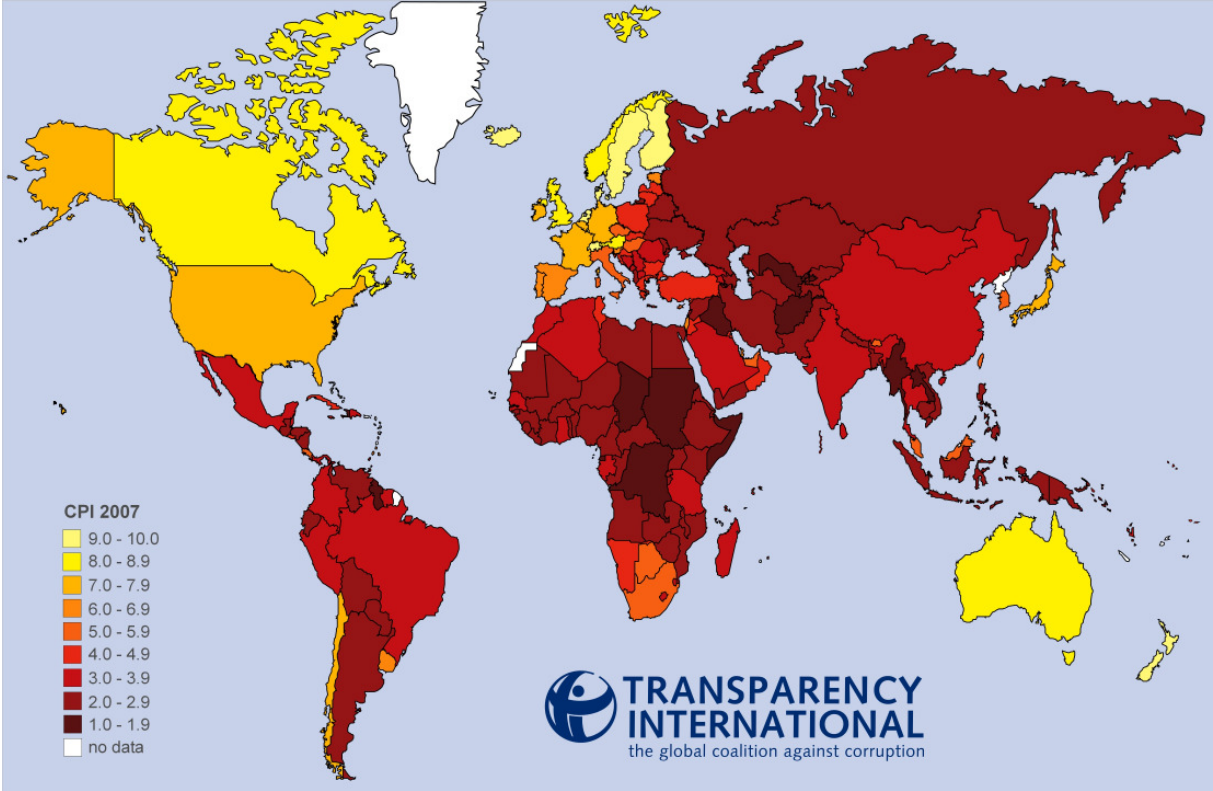 CPI 2007
9.0 - 10.0
8.0 - 8.9
7.0 - 7.9
6.0 - 6.9
5.0 - 5.9
4.0 - 4.9
3.0 - 3.9
2.0 - 2.9
1.0 - 1.9
no data
TRANSPARENCY
INTERNATIONAL
the global coalition against corruption